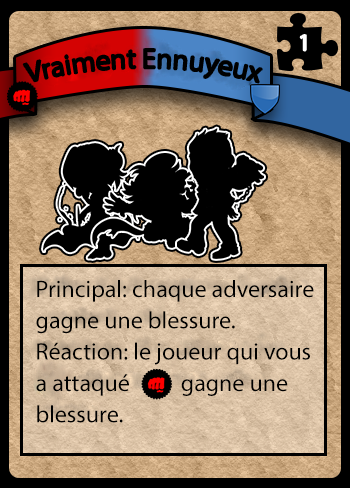 Vraiment Ennuyeux
1
Principal: chaque adversaire
gagne une blessure.
Réaction: le joueur qui vous
a attaqué gagne une
blessure.